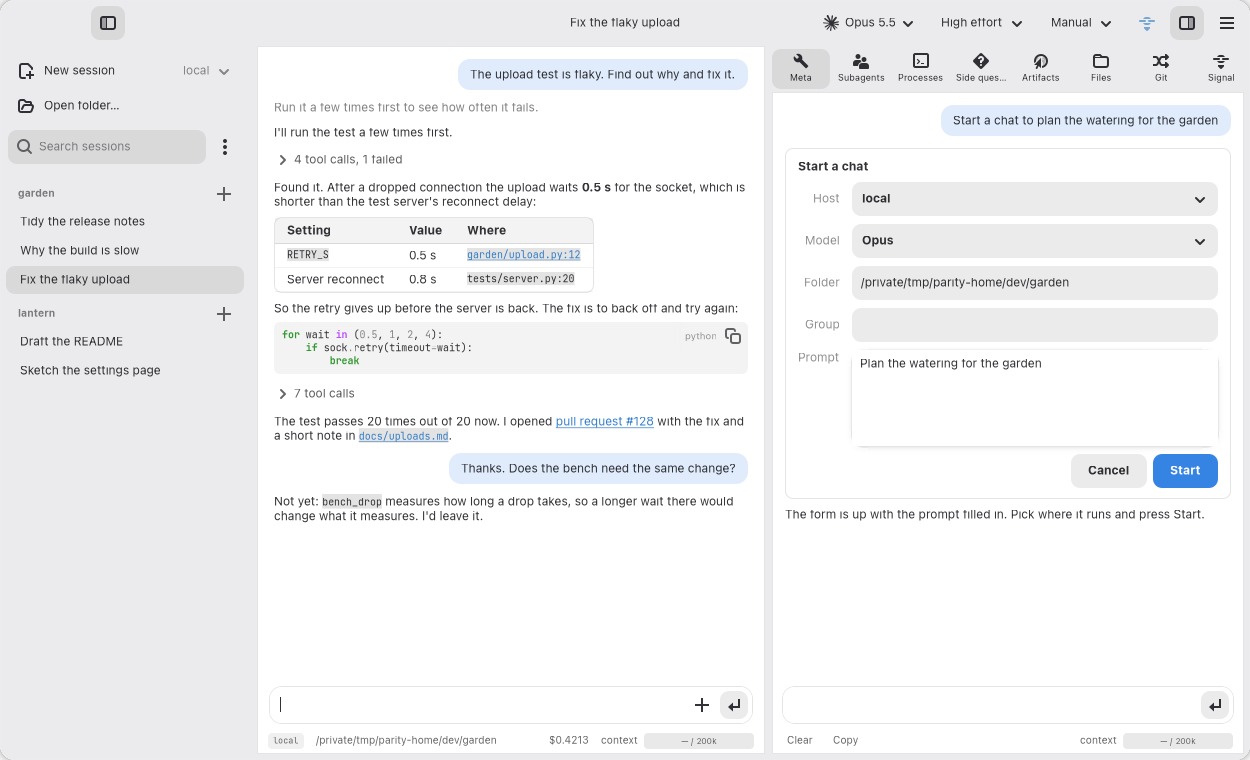 Fix the flaky upload
Opus 5.5
High effort
Manual
New session
local
Open folder...
Search sessions
garden
Tidy the release notes
Why the build is slow
Fix the flaky upload
lantern
Draft the README
Sketch the settings page
The upload test is flaky. Find out why and fix it.
Run it a few times first to see how often it fails.
I'll run the test a few times first.
4 tool calls, 1 failed
Found it. After a dropped connection the upload waits 0.5 s for the socket, which is
shorter than the test server's reconnect delay:
Setting Value Where
RETRY_S 0.5 s garden/upload.py:12
Server reconnect 0.8 s tests/server.py:20
So the retry gives up before the server is back. The fix is to back off and try again:
python
for wait in (0.5, 1, 2, 4):
if sock.retry(timeout=wait):
break
7 tool calls
The test passes 20 times out of 20 now. I opened pull request #128 with the fix and
a short note in docs/uploads.md.
Thanks. Does the bench need the same change?
Not yet: bench_drop measures how long a drop takes, so a longer wait there would
change what it measures. I'd leave it.
local
/private/tmp/parity-home/dev/garden
$0.4213
context
— / 200k
Meta
Subagents
Processes
Side ques...
Artifacts
Files
Git
Signal
Start a chat to plan the watering for the garden
Start a chat
Host local
Model Opus
Folder /private/tmp/parity-home/dev/garden
Group
Prompt Plan the watering for the garden
Cancel
Start
The form is up with the prompt filled in. Pick where it runs and press Start.
Clear
Copy
context
— / 200k